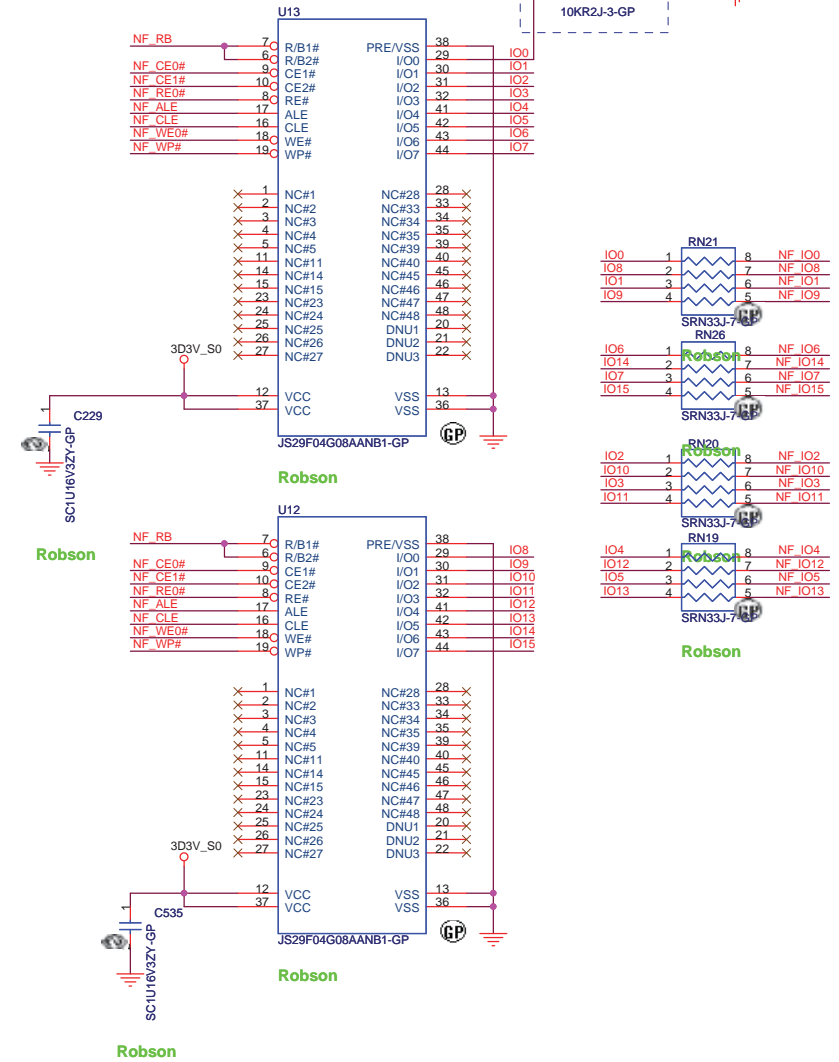 U13
10KR2J-3-GP
NF_RB 7 R/B1# PRE/VSS 38
6 R/B2# I/O0 29 IO0
NF_CE0# 9 CE1# I/O1 30 IO1
NF_CE1# 10 CE2# I/O2 31 IO2
NF_RE0# 8 RE# I/O3 32 IO3
NF_ALE 17 ALE I/O4 41 IO4
NF_CLE 16 CLE I/O5 42 IO5
NF_WE0# 18 WE# I/O6 43 IO6
NF_WP# 19 WP# I/O7 44 IO7
1 NC#1 NC#28 28
2 NC#2 NC#33 33
3 NC#3 NC#34 34
4 NC#4 NC#35 35
5 NC#5 NC#39 39
11 NC#11 NC#40 40
14 NC#14 NC#45 45
15 NC#15 NC#46 46
23 NC#23 NC#47 47
24 NC#24 NC#48 48
25 NC#25 DNU1 20
26 NC#26 DNU2 21
27 NC#27 DNU3 22
3D3V_S0
12 VCC VSS 13
37 VCC VSS 36
1
C229
2
SC1U16V3ZY-GP
JS29F04G08AANB1-GP
GP
Robson
Robson
U12
NF_RB 7 R/B1# PRE/VSS 38
6 R/B2# I/O0 29 IO8
NF_CE0# 9 CE1# I/O1 30 IO9
NF_CE1# 10 CE2# I/O2 31 IO10
NF_RE0# 8 RE# I/O3 32 IO11
NF_ALE 17 ALE I/O4 41 IO12
NF_CLE 16 CLE I/O5 42 IO13
NF_WE0# 18 WE# I/O6 43 IO14
NF_WP# 19 WP# I/O7 44 IO15
1 NC#1 NC#28 28
2 NC#2 NC#33 33
3 NC#3 NC#34 34
4 NC#4 NC#35 35
5 NC#5 NC#39 39
11 NC#11 NC#40 40
14 NC#14 NC#45 45
15 NC#15 NC#46 46
23 NC#23 NC#47 47
24 NC#24 NC#48 48
25 NC#25 DNU1 20
26 NC#26 DNU2 21
27 NC#27 DNU3 22
3D3V_S0
12 VCC VSS 13
37 VCC VSS 36
1
C535
2
SC1U16V3ZY-GP
JS29F04G08AANB1-GP
GP
Robson
Robson
RN21
IO0 1 8 NF_IO0
IO8 2 7 NF_IO8
IO1 3 6 NF_IO1
IO9 4 5 NF_IO9
SRN33J-7-GP
GP
RN26
Robson
IO6 1 8 NF_IO6
IO14 2 7 NF_IO14
IO7 3 6 NF_IO7
IO15 4 5 NF_IO15
SRN33J-7-GP
GP
RN20
Robson
IO2 1 8 NF_IO2
IO10 2 7 NF_IO10
IO3 3 6 NF_IO3
IO11 4 5 NF_IO11
SRN33J-7-GP
GP
RN19
Robson
IO4 1 8 NF_IO4
IO12 2 7 NF_IO12
IO5 3 6 NF_IO5
IO13 4 5 NF_IO13
SRN33J-7-GP
GP
Robson